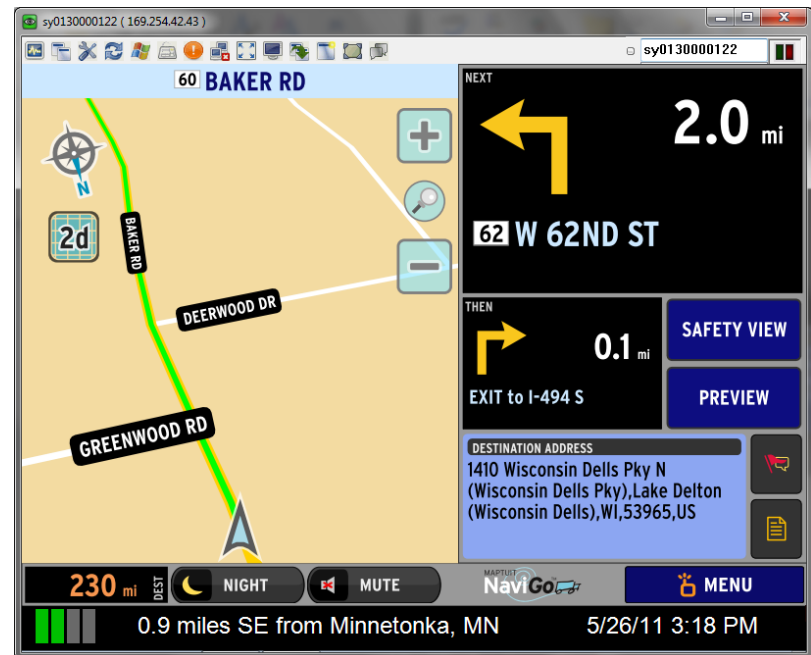 sy0130000122 ( 169.254.42.43 )
sy0130000122
60 BAKER RD
N
2d
BAKER RD
DEERWOOD DR
GREENWOOD RD
NEXT
2.0 mi
62 W 62ND ST
THEN
0.1 mi
EXIT to I-494 S
SAFETY VIEW
PREVIEW
DESTINATION ADDRESS
1410 Wisconsin Dells Pky N
(Wisconsin Dells Pky),Lake Delton
(Wisconsin Dells),WI,53965,US
230 mi DEST
NIGHT
MUTE
MAPTUIT
NaviGo
MENU
0.9 miles SE from Minnetonka, MN
5/26/11 3:18 PM